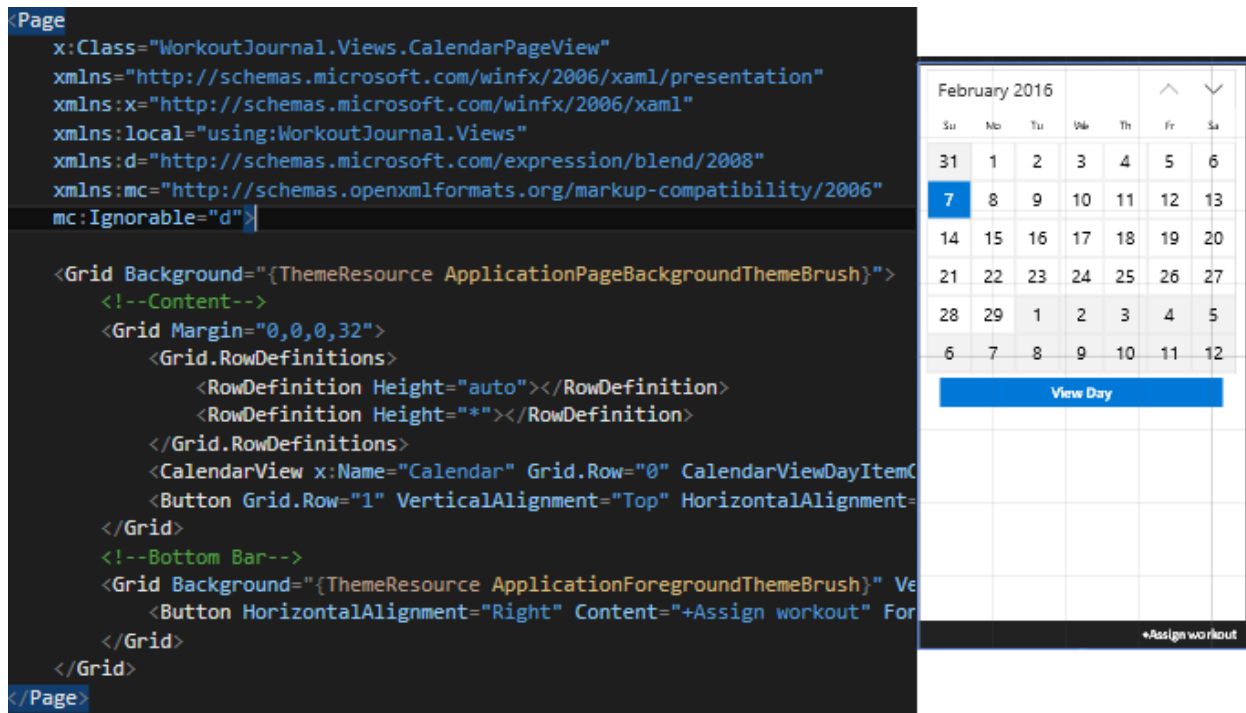 <Page
x:Class="WorkoutJournal.Views.CalendarPageView"
xmlns="http://schemas.microsoft.com/winfx/2006/xaml/presentation"
xmlns:x="http://schemas.microsoft.com/winfx/2006/xaml"
xmlns:local="using:WorkoutJournal.Views"
xmlns:d="http://schemas.microsoft.com/expression/blend/2008"
xmlns:mc="http://schemas.openxmlformats.org/markup-compatibility/2006"
mc:Ignorable="d">
<Grid Background="{ThemeResource ApplicationPageBackgroundThemeBrush}">
<!--Content-->
<Grid Margin="0,0,0,32">
<Grid.RowDefinitions>
<RowDefinition Height="auto"></RowDefinition>
<RowDefinition Height="*"></RowDefinition>
</Grid.RowDefinitions>
<CalendarView x:Name="Calendar" Grid.Row="0" CalendarViewDayItemC
<Button Grid.Row="1" VerticalAlignment="Top" HorizontalAlignment=
</Grid>
<!--Bottom Bar-->
<Grid Background="{ThemeResource ApplicationForegroundThemeBrush}" Ve
<Button HorizontalAlignment="Right" Content="+Assign workout" For
</Grid>
</Grid>
</Page>
February 2016
Su Mo Tu We Th Fr Sa
31 1 2 3 4 5 6
7 8 9 10 11 12 13
14 15 16 17 18 19 20
21 22 23 24 25 26 27
28 29 1 2 3 4 5
6 7 8 9 10 11 12
View Day
+Assign workout